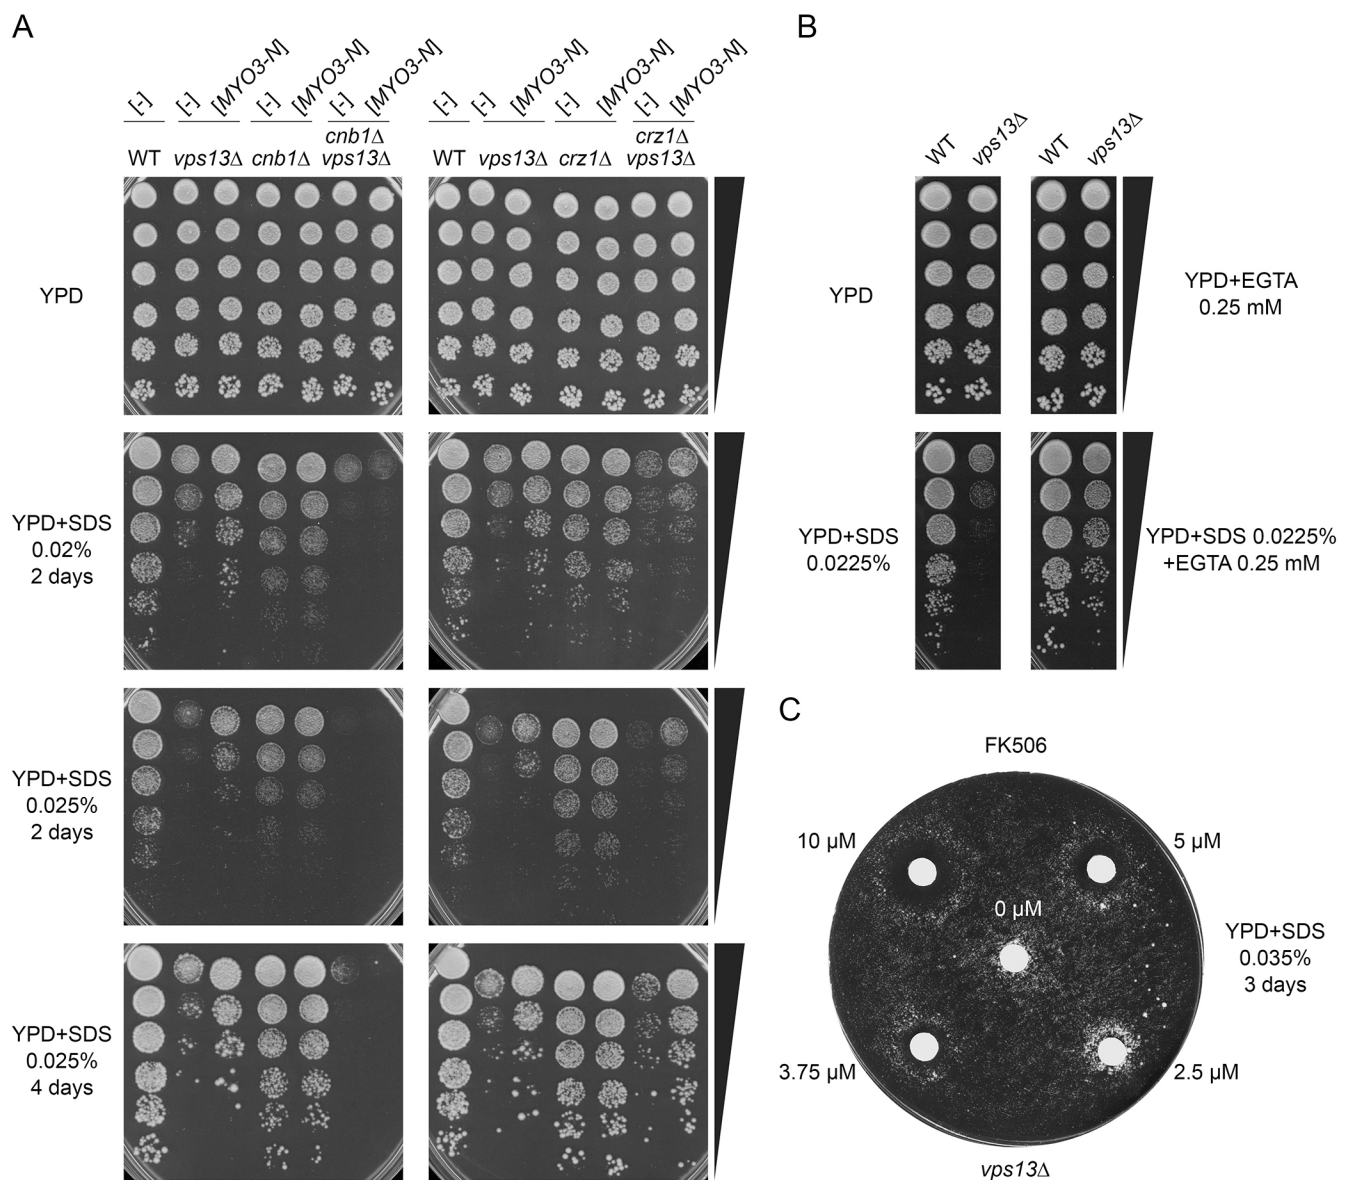 A
[-] [-] [MYO3-N] [-] [MYO3-N] [-] [MYO3-N]
WT vps13Δ cnb1Δ cnb1Δ
vps13Δ
[-] [-] [MYO3-N] [-] [MYO3-N] [-] [MYO3-N]
WT vps13Δ crz1Δ crz1Δ
vps13Δ
YPD
YPD+SDS
0.02%
2 days
YPD+SDS
0.025%
2 days
YPD+SDS
0.025%
4 days
B
WT vps13Δ
WT vps13Δ
YPD
YPD+EGTA
0.25 mM
YPD+SDS
0.0225%
YPD+SDS 0.0225%
+EGTA 0.25 mM
C
FK506
10 µM
5 µM
0 µM
3.75 µM
2.5 µM
YPD+SDS
0.035%
3 days
vps13Δ